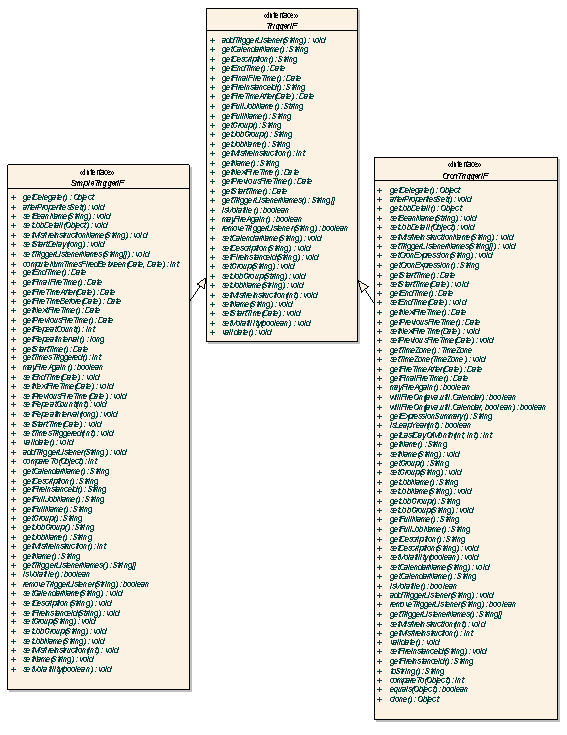 «interface»
TriggerIF
+ addTriggerListener(String) : void
+ getCalendarName() : String
+ getDescription() : String
+ getEndTime() : Date
+ getFinalFireTime() : Date
+ getFireInstanceId() : String
+ getFireTimeAfter(Date) : Date
+ getFullJobName() : String
+ getFullName() : String
+ getGroup() : String
+ getJobGroup() : String
+ getJobName() : String
+ getMisfireInstruction() : int
+ getName() : String
+ getNextFireTime() : Date
+ getPreviousFireTime() : Date
+ getStartTime() : Date
+ getTriggerListenerNames() : String[]
+ isVolatile() : boolean
+ mayFireAgain() : boolean
+ removeTriggerListener(String) : boolean
+ setCalendarName(String) : void
+ setDescription(String) : void
+ setFireInstanceId(String) : void
+ setGroup(String) : void
+ setJobGroup(String) : void
+ setJobName(String) : void
+ setMisfireInstruction(int) : void
+ setName(String) : void
+ setStartTime(Date) : void
+ setVolatility(boolean) : void
+ validate() : void
«interface»
SimpleTriggerIF
+ getDelegate() : Object
+ afterPropertiesSet() : void
+ setBeanName(String) : void
+ setJobDetail(Object) : void
+ setMisfireInstructionName(String) : void
+ setStartDelay(long) : void
+ setTriggerListenerNames(String[]) : void
+ computeNumTimesFiredBetween(Date, Date) : int
+ getEndTime() : Date
+ getFinalFireTime() : Date
+ getFireTimeAfter(Date) : Date
+ getFireTimeBefore(Date) : Date
+ getNextFireTime() : Date
+ getPreviousFireTime() : Date
+ getRepeatCount() : int
+ getRepeatInterval() : long
+ getStartTime() : Date
+ getTimesTriggered() : int
+ mayFireAgain() : boolean
+ setEndTime(Date) : void
+ setNextFireTime(Date) : void
+ setPreviousFireTime(Date) : void
+ setRepeatCount(int) : void
+ setRepeatInterval(long) : void
+ setStartTime(Date) : void
+ setTimesTriggered(int) : void
+ validate() : void
+ addTriggerListener(String) : void
+ compareTo(Object) : int
+ getCalendarName() : String
+ getDescription() : String
+ getFireInstanceId() : String
+ getFullJobName() : String
+ getFullName() : String
+ getGroup() : String
+ getJobGroup() : String
+ getJobName() : String
+ getMisfireInstruction() : int
+ getName() : String
+ getTriggerListenerNames() : String[]
+ isVolatile() : boolean
+ removeTriggerListener(String) : boolean
+ setCalendarName(String) : void
+ setDescription(String) : void
+ setFireInstanceId(String) : void
+ setGroup(String) : void
+ setJobGroup(String) : void
+ setJobName(String) : void
+ setMisfireInstruction(int) : void
+ setName(String) : void
+ setVolatility(boolean) : void
«interface»
CronTriggerIF
+ getDelegate() : Object
+ afterPropertiesSet() : void
+ getJobDetail() : Object
+ setBeanName(String) : void
+ setJobDetail(Object) : void
+ setMisfireInstructionName(String) : void
+ setTriggerListenerNames(String[]) : void
+ setCronExpression(String) : void
+ getCronExpression() : String
+ getStartTime() : Date
+ setStartTime(Date) : void
+ getEndTime() : Date
+ setEndTime(Date) : void
+ getNextFireTime() : Date
+ getPreviousFireTime() : Date
+ setNextFireTime(Date) : void
+ setPreviousFireTime(Date) : void
+ getTimeZone() : TimeZone
+ setTimeZone(TimeZone) : void
+ getFireTimeAfter(Date) : Date
+ getFinalFireTime() : Date
+ mayFireAgain() : boolean
+ willFireOn(java.util.Calendar) : boolean
+ willFireOn(java.util.Calendar, boolean) : boolean
+ getExpressionSummary() : String
+ isLeapYear(int) : boolean
+ getLastDayOfMonth(int, int) : int
+ getName() : String
+ setName(String) : void
+ getGroup() : String
+ setGroup(String) : void
+ getJobName() : String
+ setJobName(String) : void
+ getJobGroup() : String
+ setJobGroup(String) : void
+ getFullName() : String
+ getFullJobName() : String
+ getDescription() : String
+ setDescription(String) : void
+ setVolatility(boolean) : void
+ setCalendarName(String) : void
+ getCalendarName() : String
+ isVolatile() : boolean
+ addTriggerListener(String) : void
+ removeTriggerListener(String) : boolean
+ getTriggerListenerNames() : String[]
+ setMisfireInstruction(int) : void
+ getMisfireInstruction() : int
+ validate() : void
+ setFireInstanceId(String) : void
+ getFireInstanceId() : String
+ toString() : String
+ compareTo(Object) : int
+ equals(Object) : boolean
+ clone() : Object